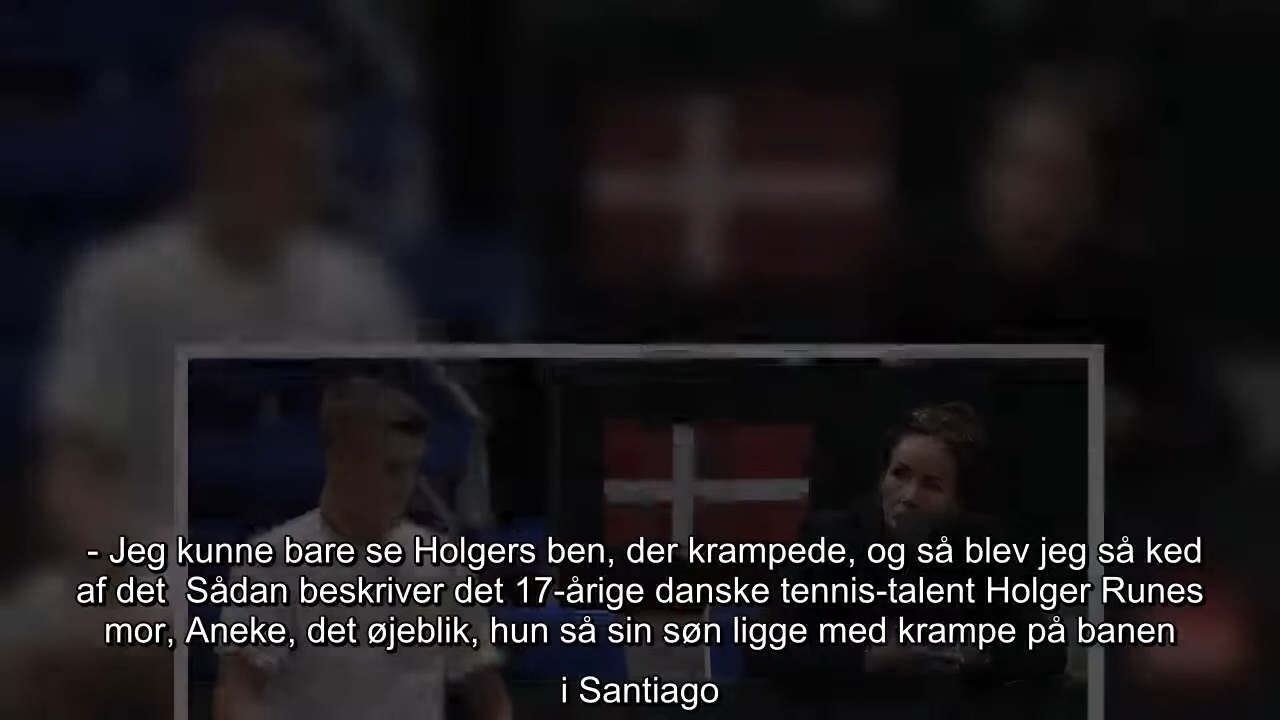 - Jeg kunne bare se Holgers ben, der krampede, og så blev jeg så ked
af det  Sådan beskriver det 17-årige danske tennis-talent Holger Runes
mor, Aneke, det øjeblik, hun så sin søn ligge med krampe på banen
i Santiago